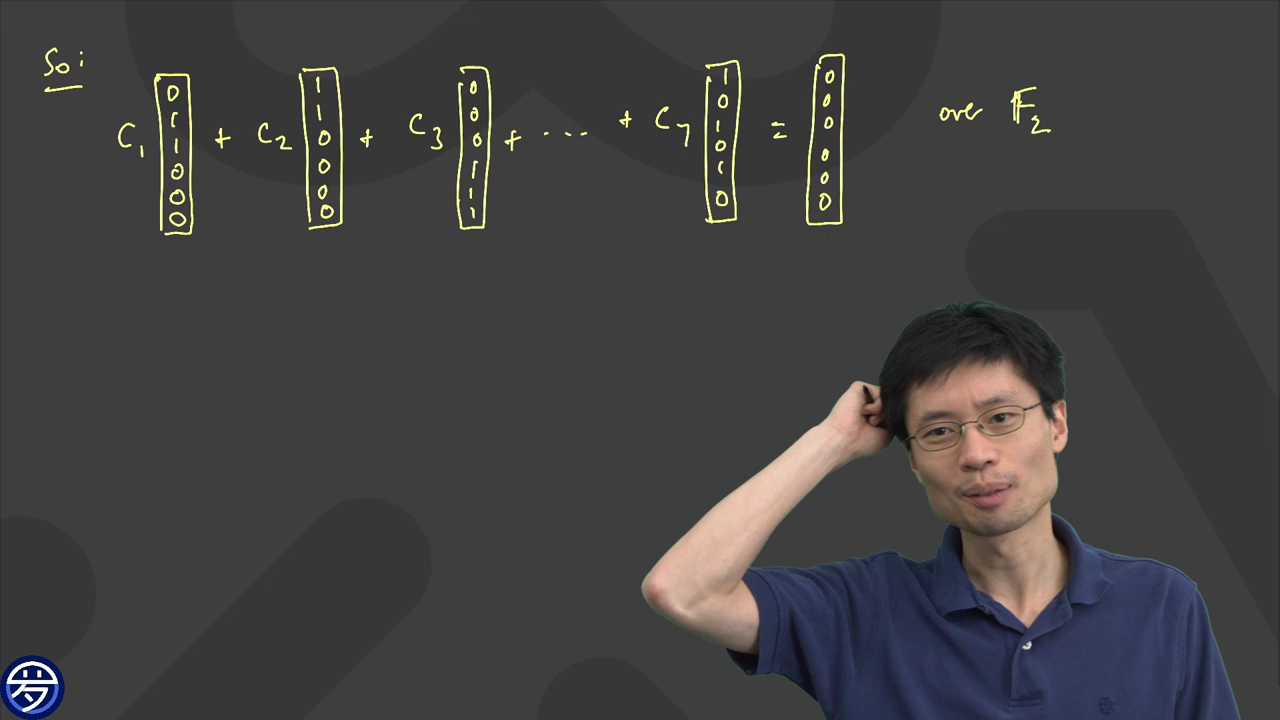 So:
C₁ [0 1 1 0 0 0] + C₂ [1 1 0 0 0 0] + C₃ [0 0 0 1 1 1] + ··· + C₇ [1 0 1 0 1 0] = [0 0 0 0 0 0] over 𝔽₂